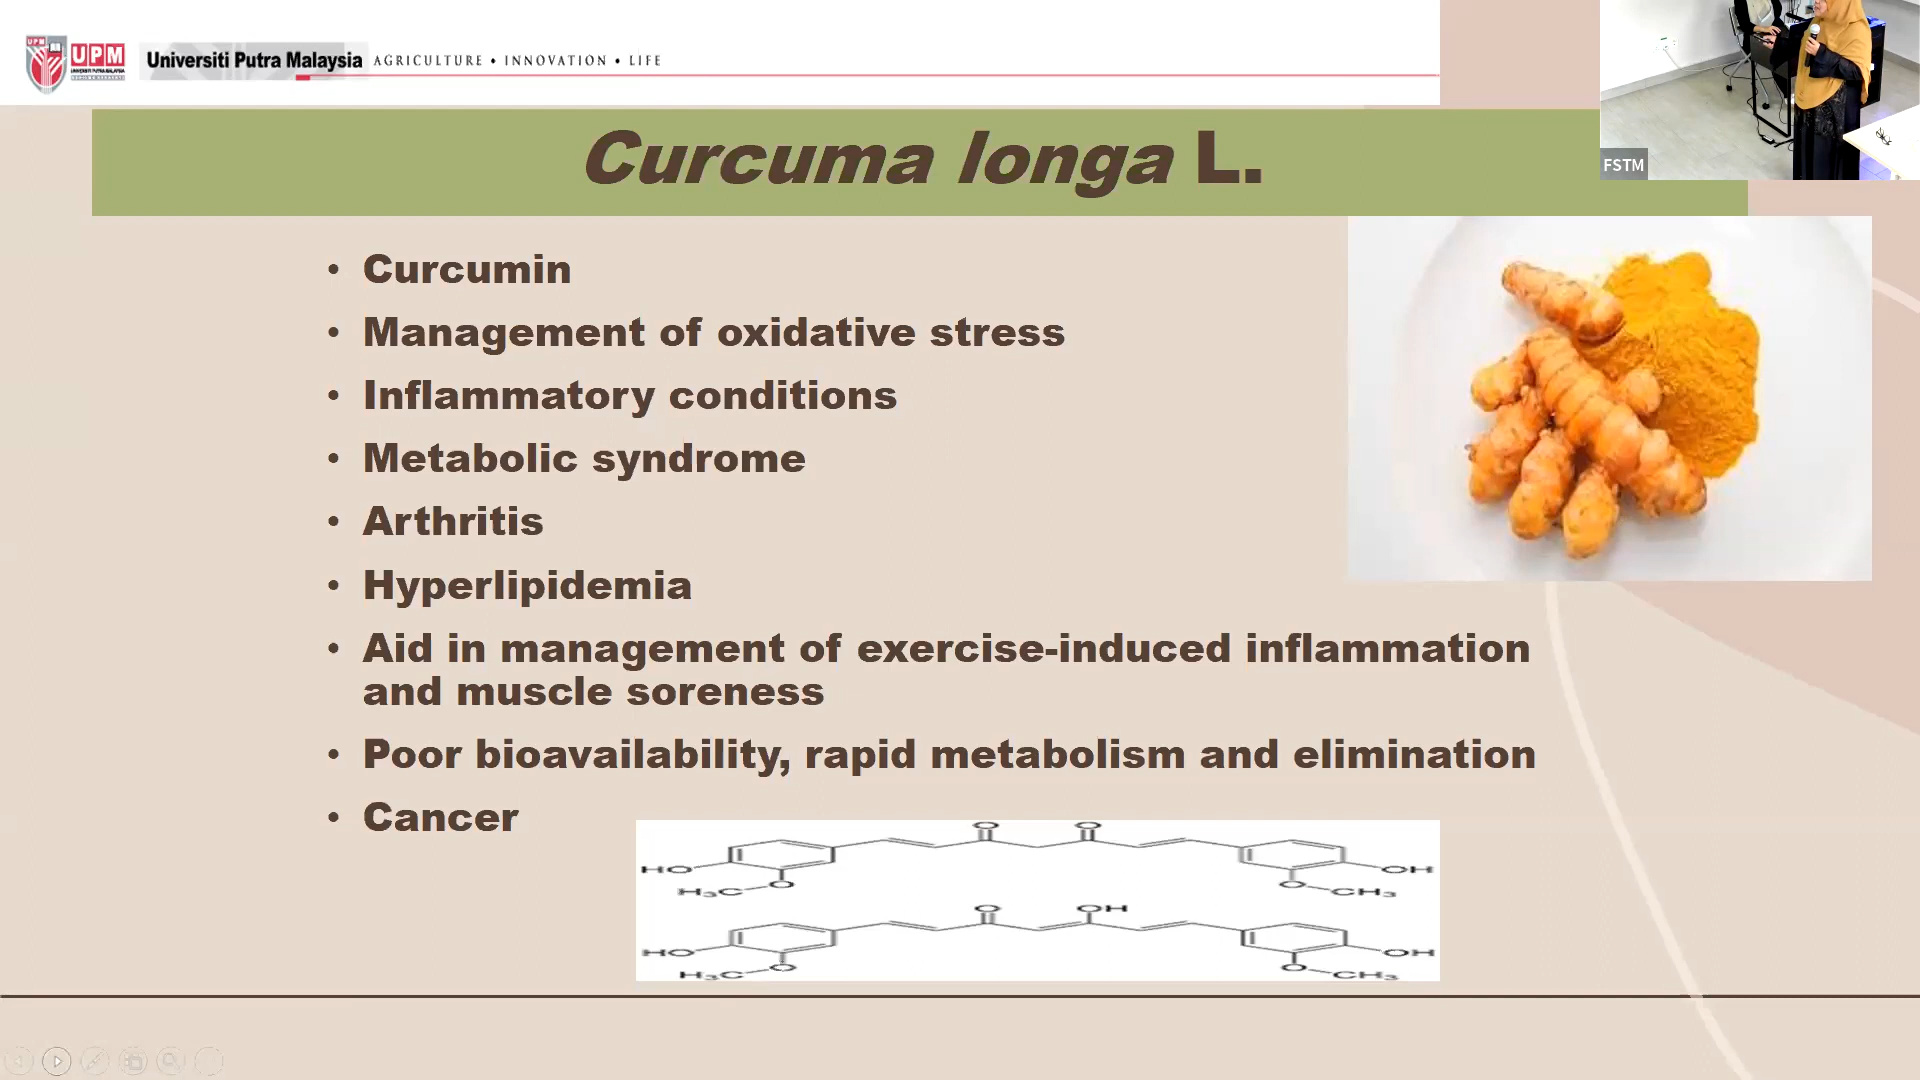 UPM
UPM
Universiti Putra Malaysia AGRICULTURE • INNOVATION • LIFE
FSTM
Curcuma longa L.
• Curcumin
• Management of oxidative stress
• Inflammatory conditions
• Metabolic syndrome
• Arthritis
• Hyperlipidemia
• Aid in management of exercise-induced inflammation
and muscle soreness
• Poor bioavailability, rapid metabolism and elimination
• Cancer
O O
HO OH
H₃C O O CH₃
O OH
HO OH
H₃C O O CH₃